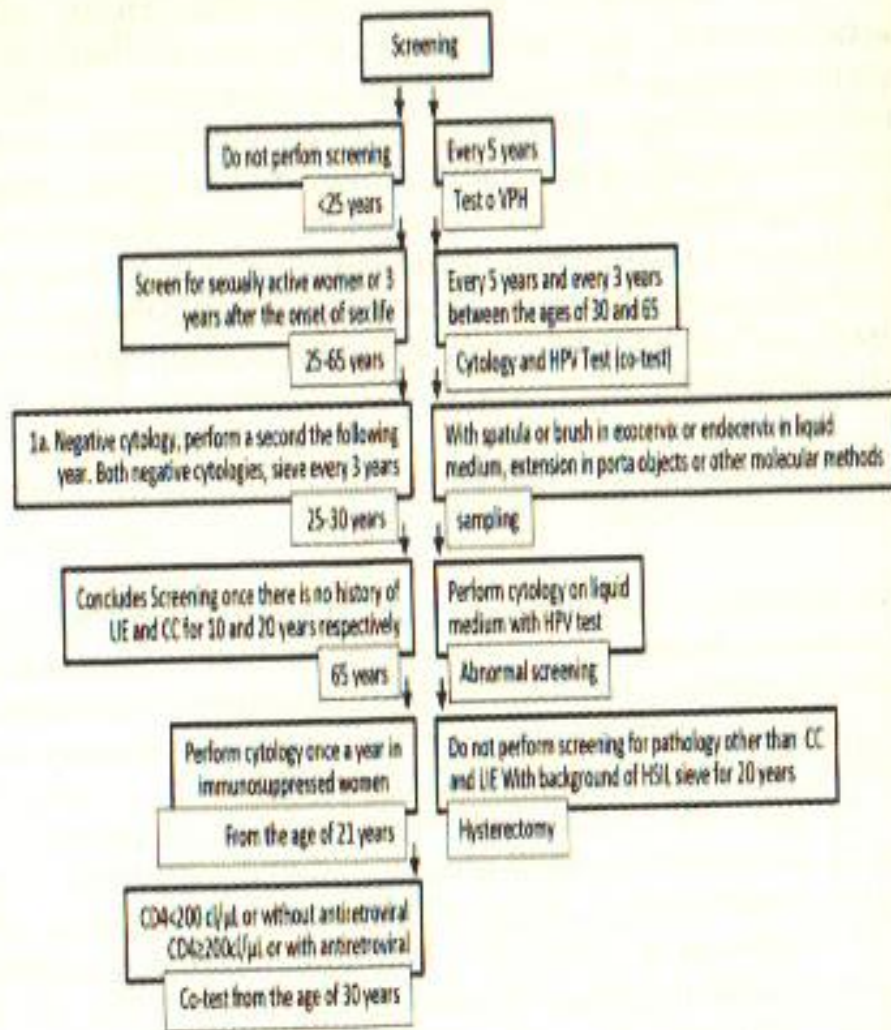 Screening
Do not perfom screening
<25 years
Screen for sexually active women or 3
years after the onset of sex life
25-65 years
1a. Negative cytology, perform a second the following
year. Both negative cytologies, sieve every 3 years
25-30 years
Concludes Screening once there is no history of
LIE and CC for 10 and 20 years respectively
65 years
Perform cytology once a year in
immunosuppressed women
From the age of 21 years
CD4<200 cl/µL or without antiretroviral
CD4≥200cl/µL or with antiretroviral
Co-test from the age of 30 years
Every 5 years
Test o VPH
Every 5 years and every 3 years
between the ages of 30 and 65
Cytology and HPV Test (co-test)
With spatula or brush in exocervix or endocervix in liquid
medium, extension in porta objects or other molecular methods
sampling
Perform cytology on liquid
medium with HPV test
Abnormal screening
Do not perform screening for pathology other than CC
and LIE With background of HSIL sieve for 20 years
Hysterectomy